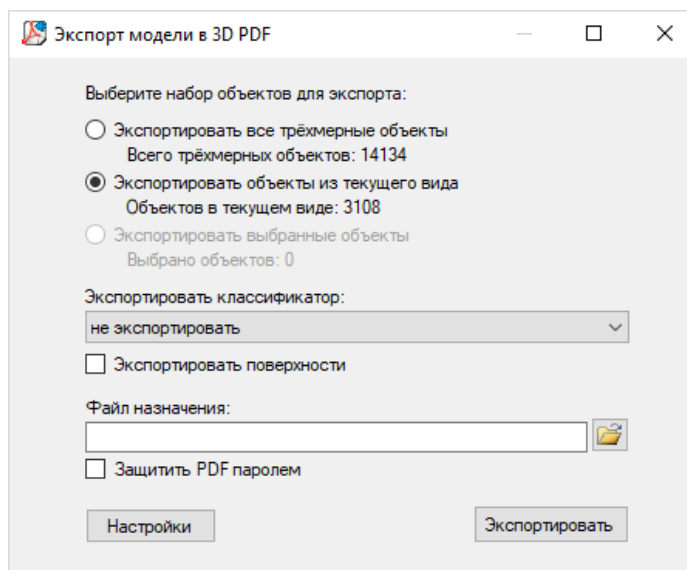 Экспорт модели в 3D PDF
Выберите набор объектов для экспорта:
Экспортировать все трёхмерные объекты
Всего трёхмерных объектов: 14134
Экспортировать объекты из текущего вида
Объектов в текущем виде: 3108
Экспортировать выбранные объекты
Выбрано объектов: 0
Экспортировать классификатор:
не экспортировать
Экспортировать поверхности
Файл назначения:
Защитить PDF паролем
Настройки
Экспортировать